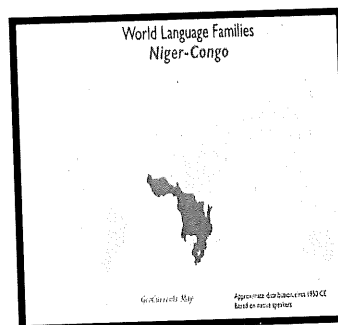 World Language Families
Niger-Congo
GeoCurrents Map
Approximate distribution, circa 1950 CE
Based on native speakers